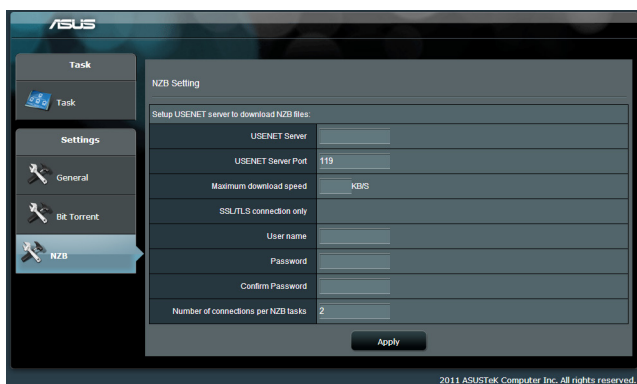 ASUS
Task
Task
Settings
General
Bit Torrent
NZB
NZB Setting
Setup USENET server to download NZB files:
USENET Server
USENET Server Port 119
Maximum download speed KB/S
SSL/TLS connection only
User name
Password
Confirm Password
Number of connections per NZB tasks 2
Apply
2011 ASUSTeK Computer Inc. All rights reserved.